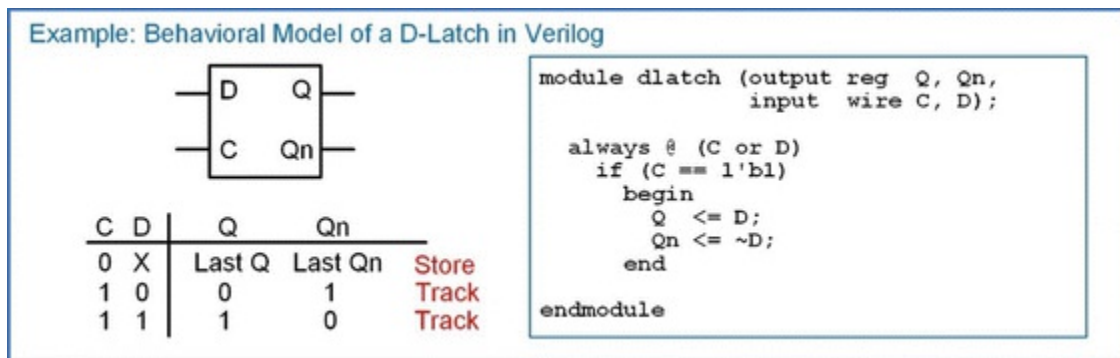 Example: Behavioral Model of a D-Latch in Verilog
D Q
C Qn
C D Q Qn
0 X Last Q Last Qn Store
1 0 0 1 Track
1 1 1 0 Track
module dlatch (output reg Q, Qn,
input wire C, D);
always @ (C or D)
if (C == 1'b1)
begin
Q <= D;
Qn <= ~D;
end
endmodule